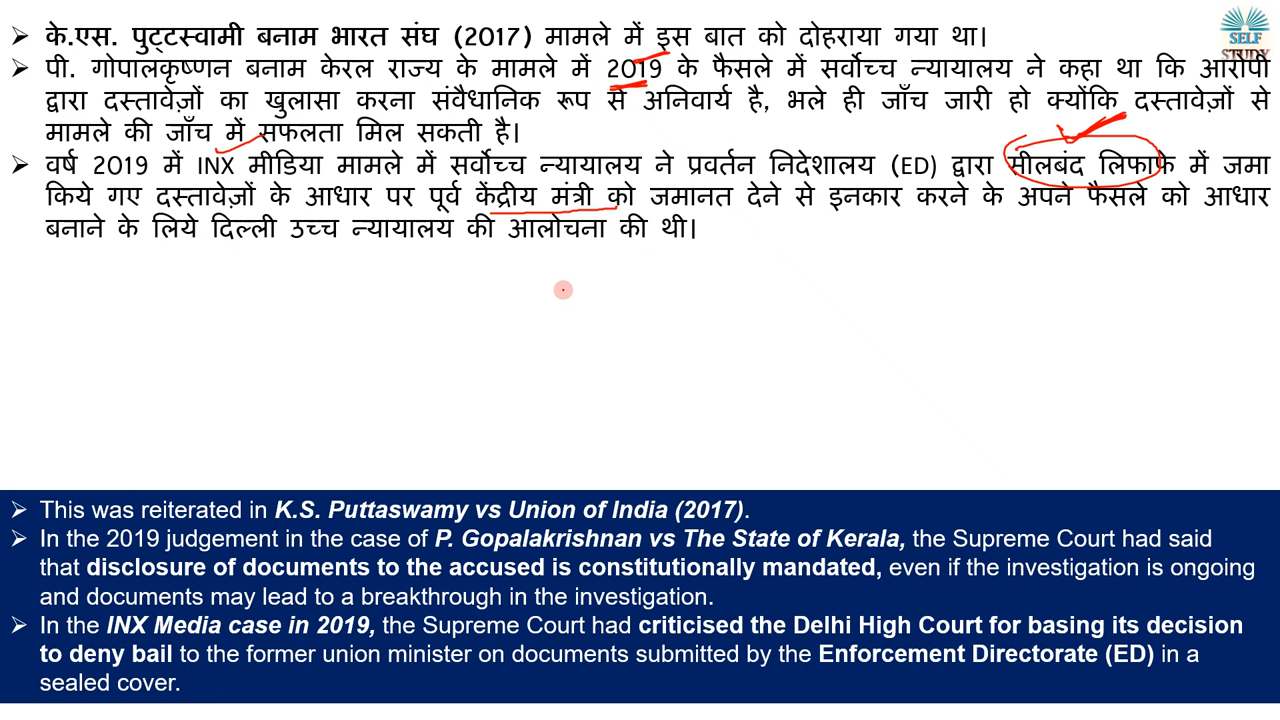 ➢ के.एस. पुट्टस्वामी बनाम भारत संघ (2017) मामले में इस बात को दोहराया गया था।
SELF
STUDY
➢ पी. गोपालकृष्णन बनाम केरल राज्य के मामले में 2019 के फैसले में सर्वोच्च न्यायालय ने कहा था कि आरोपी
द्वारा दस्तावेज़ों का खुलासा करना संवैधानिक रूप से अनिवार्य है, भले ही जाँच जारी हो क्योंकि दस्तावेज़ों से
मामले की जाँच में सफलता मिल सकती है।
➢ वर्ष 2019 में INX मीडिया मामले में सर्वोच्च न्यायालय ने प्रवर्तन निदेशालय (ED) द्वारा सीलबंद लिफाफे में जमा
किये गए दस्तावेज़ों के आधार पर पूर्व केंद्रीय मंत्री को जमानत देने से इनकार करने के अपने फैसले को आधार
बनाने के लिये दिल्ली उच्च न्यायालय की आलोचना की थी।
➢ This was reiterated in K.S. Puttaswamy vs Union of India (2017).
➢ In the 2019 judgement in the case of P. Gopalakrishnan vs The State of Kerala, the Supreme Court had said
that disclosure of documents to the accused is constitutionally mandated, even if the investigation is ongoing
and documents may lead to a breakthrough in the investigation.
➢ In the INX Media case in 2019, the Supreme Court had criticised the Delhi High Court for basing its decision
to deny bail to the former union minister on documents submitted by the Enforcement Directorate (ED) in a
sealed cover.